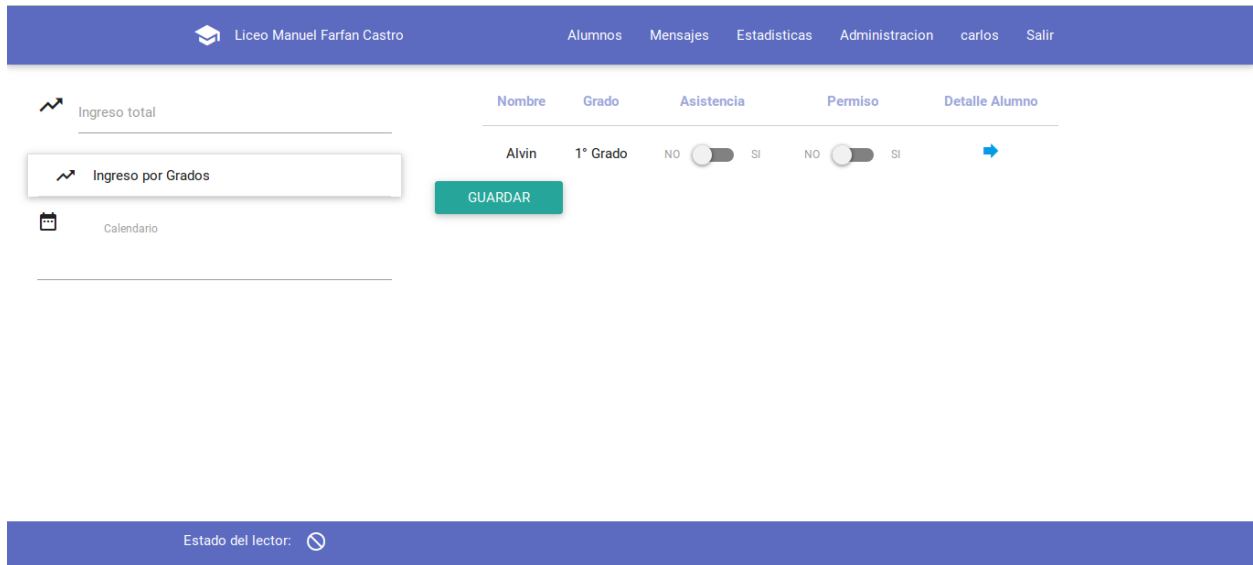 Liceo Manuel Farfan Castro Alumnos Mensajes Estadisticas Administracion carlos Salir
Ingreso total
Ingreso por Grados
Calendario
Nombre Grado Asistencia Permiso Detalle Alumno
Alvin 1° Grado NO SI NO SI
GUARDAR
Estado del lector: